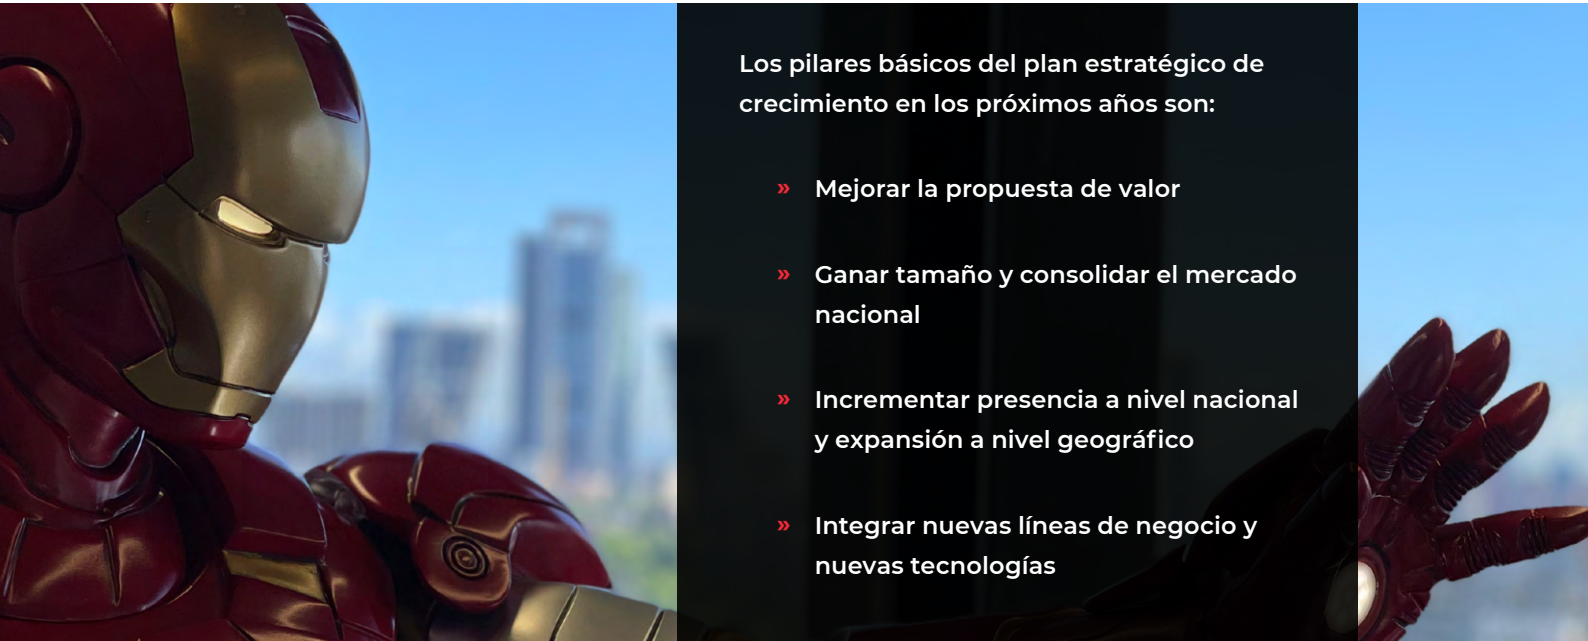 Los pilares básicos del plan estratégico de
crecimiento en los próximos años son:
» Mejorar la propuesta de valor
» Ganar tamaño y consolidar el mercado
nacional
» Incrementar presencia a nivel nacional
y expansión a nivel geográfico
» Integrar nuevas líneas de negocio y
nuevas tecnologías